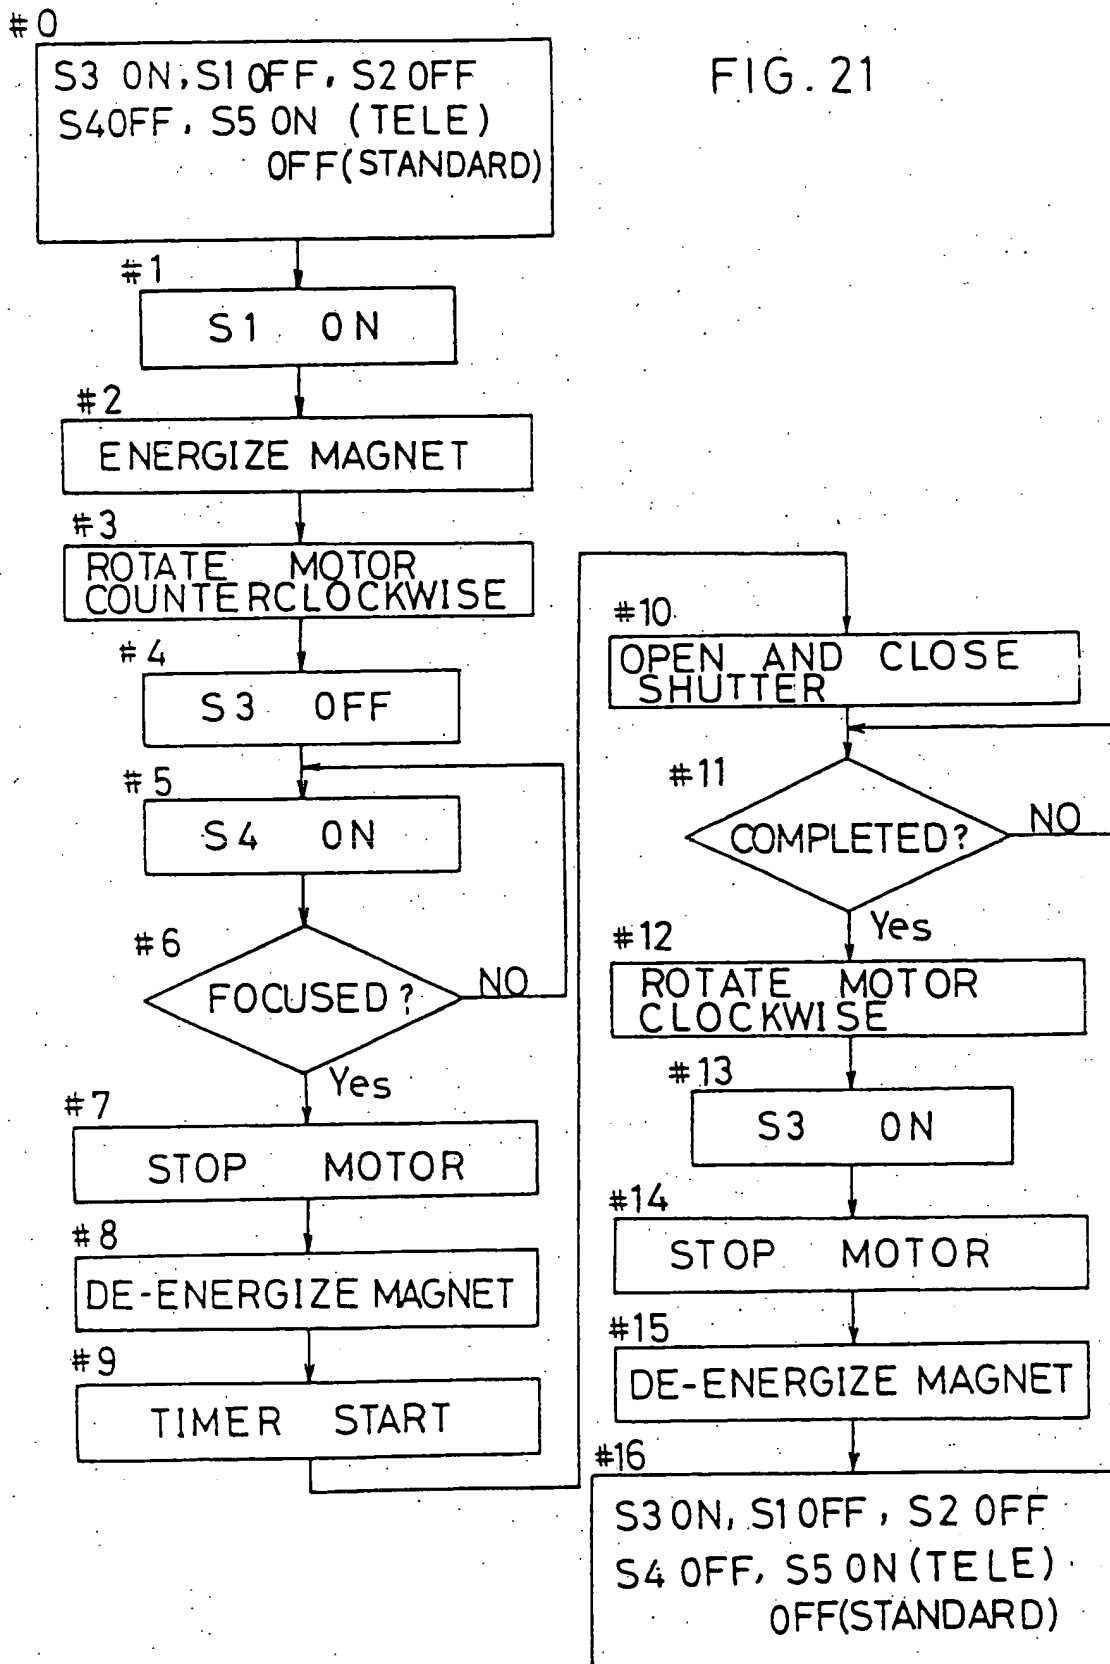 FIG. 21
#0
S3 ON, S1 OFF, S2 OFF
S4 OFF, S5 ON (TELE)
OFF(STANDARD)
#1
S1 ON
#2
ENERGIZE MAGNET
#3
ROTATE MOTOR
COUNTERCLOCKWISE
#4
S3 OFF
#5
S4 ON
#6
FOCUSED?
NO
Yes
#7
STOP MOTOR
#8
DE-ENERGIZE MAGNET
#9
TIMER START
#10
OPEN AND CLOSE
SHUTTER
#11
COMPLETED?
NO
Yes
#12
ROTATE MOTOR
CLOCKWISE
#13
S3 ON
#14
STOP MOTOR
#15
DE-ENERGIZE MAGNET
#16
S3 ON, S1 OFF, S2 OFF
S4 OFF, S5 ON (TELE)
OFF(STANDARD)